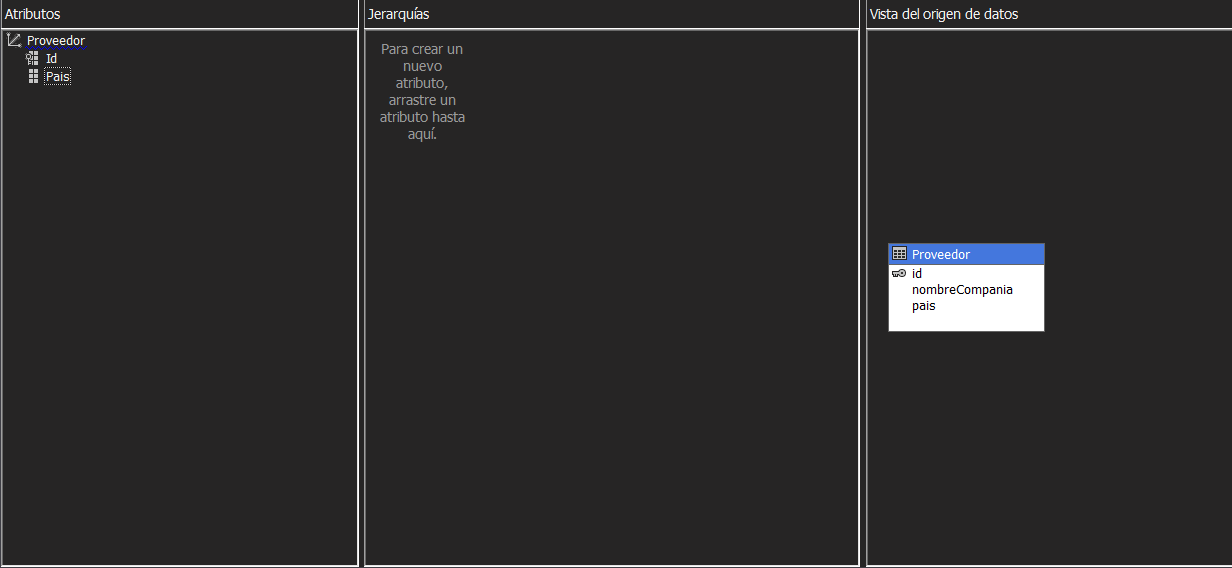 Atributos
Proveedor
Id
Pais
Jerarquías
Para crear un
nuevo
atributo,
arrastre un
atributo hasta
aquí.
Vista del origen de datos
Proveedor
id
nombreCompania
pais